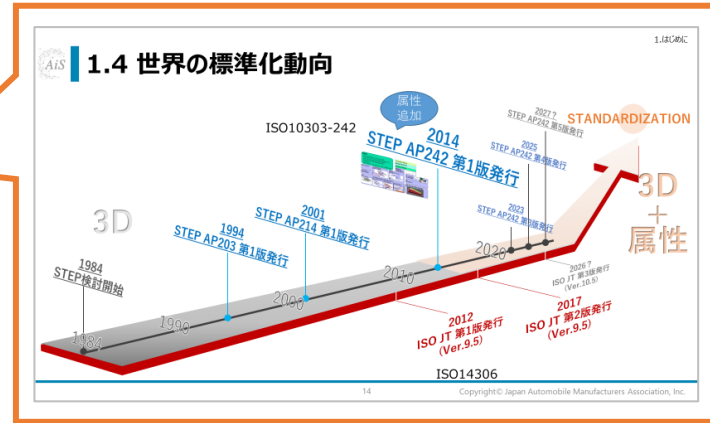 1.はじめに
AiS
1.4 世界の標準化動向
属性
追加
ISO10303-242
2014
STEP AP242 第1版発行
2027？
STEP AP242 第5版発行
STANDARDIZATION
2025
STEP AP242 第4版発行
2023
STEP AP242 第3版発行
2001
STEP AP214 第1版発行
1994
STEP AP203 第1版発行
3D
1984
STEP検討開始
3D
+
属性
1984
1990
2000
2010
2020
2012
ISO JT 第1版発行
(Ver.9.5)
2017
ISO JT 第2版発行
(Ver.9.5)
2026？
ISO JT 第3版発行
(Ver.10.5)
ISO14306
14
Copyright© Japan Automobile Manufacturers Association, Inc.